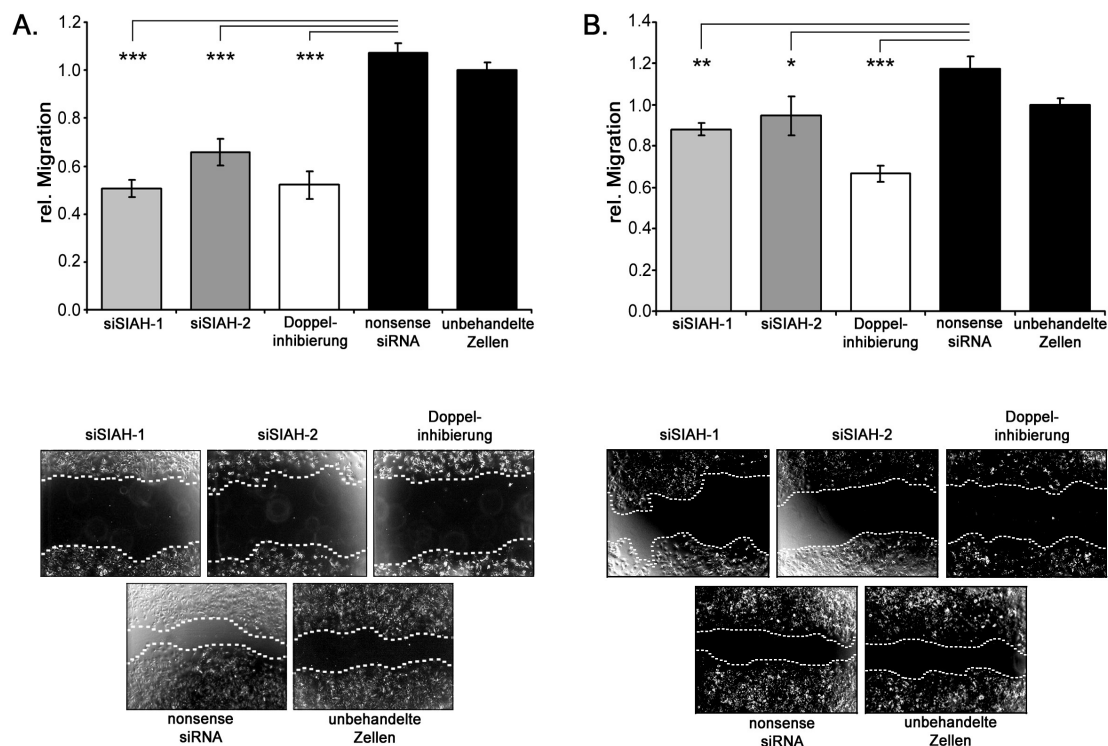 A.
rel. Migration
1.2
1.0
0.8
0.6
0.4
0.2
0.0
***
***
***
siSIAH-1
siSIAH-2
Doppel-
inhibierung
nonsense
siRNA
unbehandelte
Zellen
siSIAH-1
siSIAH-2
Doppel-
inhibierung
nonsense
siRNA
unbehandelte
Zellen
B.
rel. Migration
1.4
1.2
1.0
0.8
0.6
0.4
0.2
0.0
**
*
***
siSIAH-1
siSIAH-2
Doppel-
inhibierung
nonsense
siRNA
unbehandelte
Zellen
siSIAH-1
siSIAH-2
Doppel-
inhibierung
nonsense
siRNA
unbehandelte
Zellen